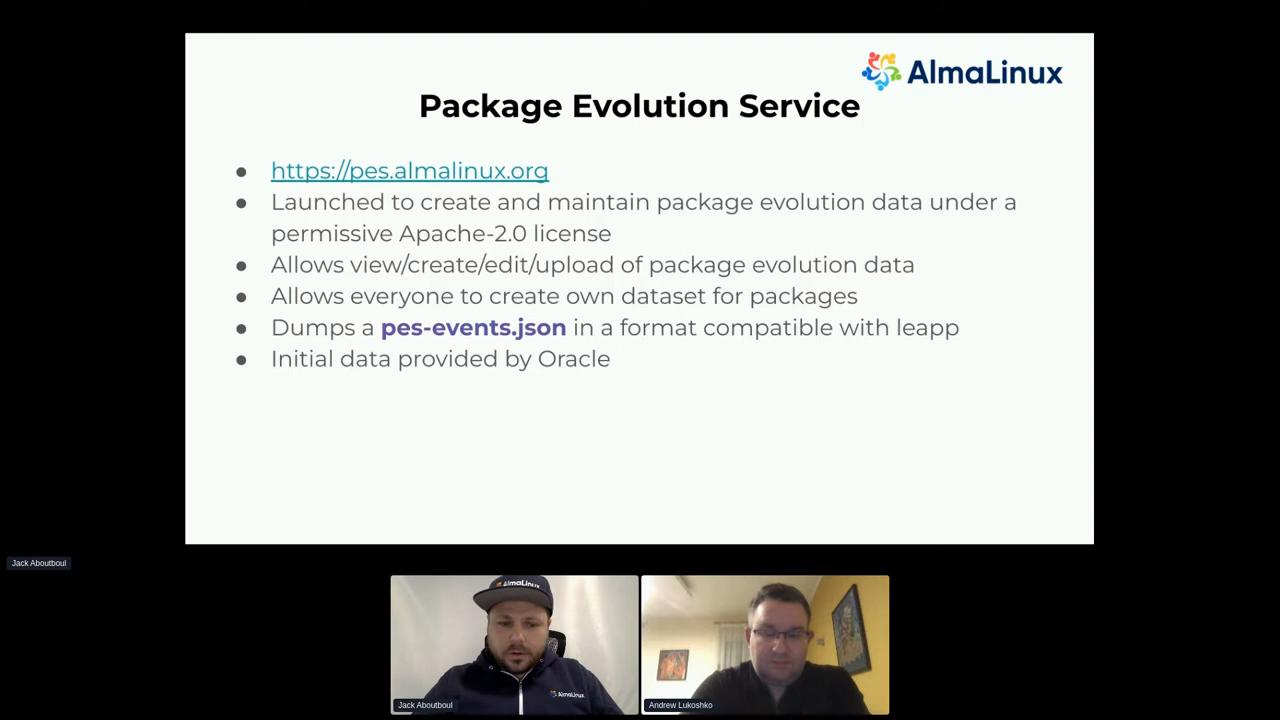 AlmaLinux
Package Evolution Service
● https://pes.almalinux.org
● Launched to create and maintain package evolution data under a
permissive Apache-2.0 license
● Allows view/create/edit/upload of package evolution data
● Allows everyone to create own dataset for packages
● Dumps a pes-events.json in a format compatible with leapp
● Initial data provided by Oracle
Jack Aboutboul
AlmaLinux
AlmaLinux
Jack Aboutboul
Andrew Lukoshko